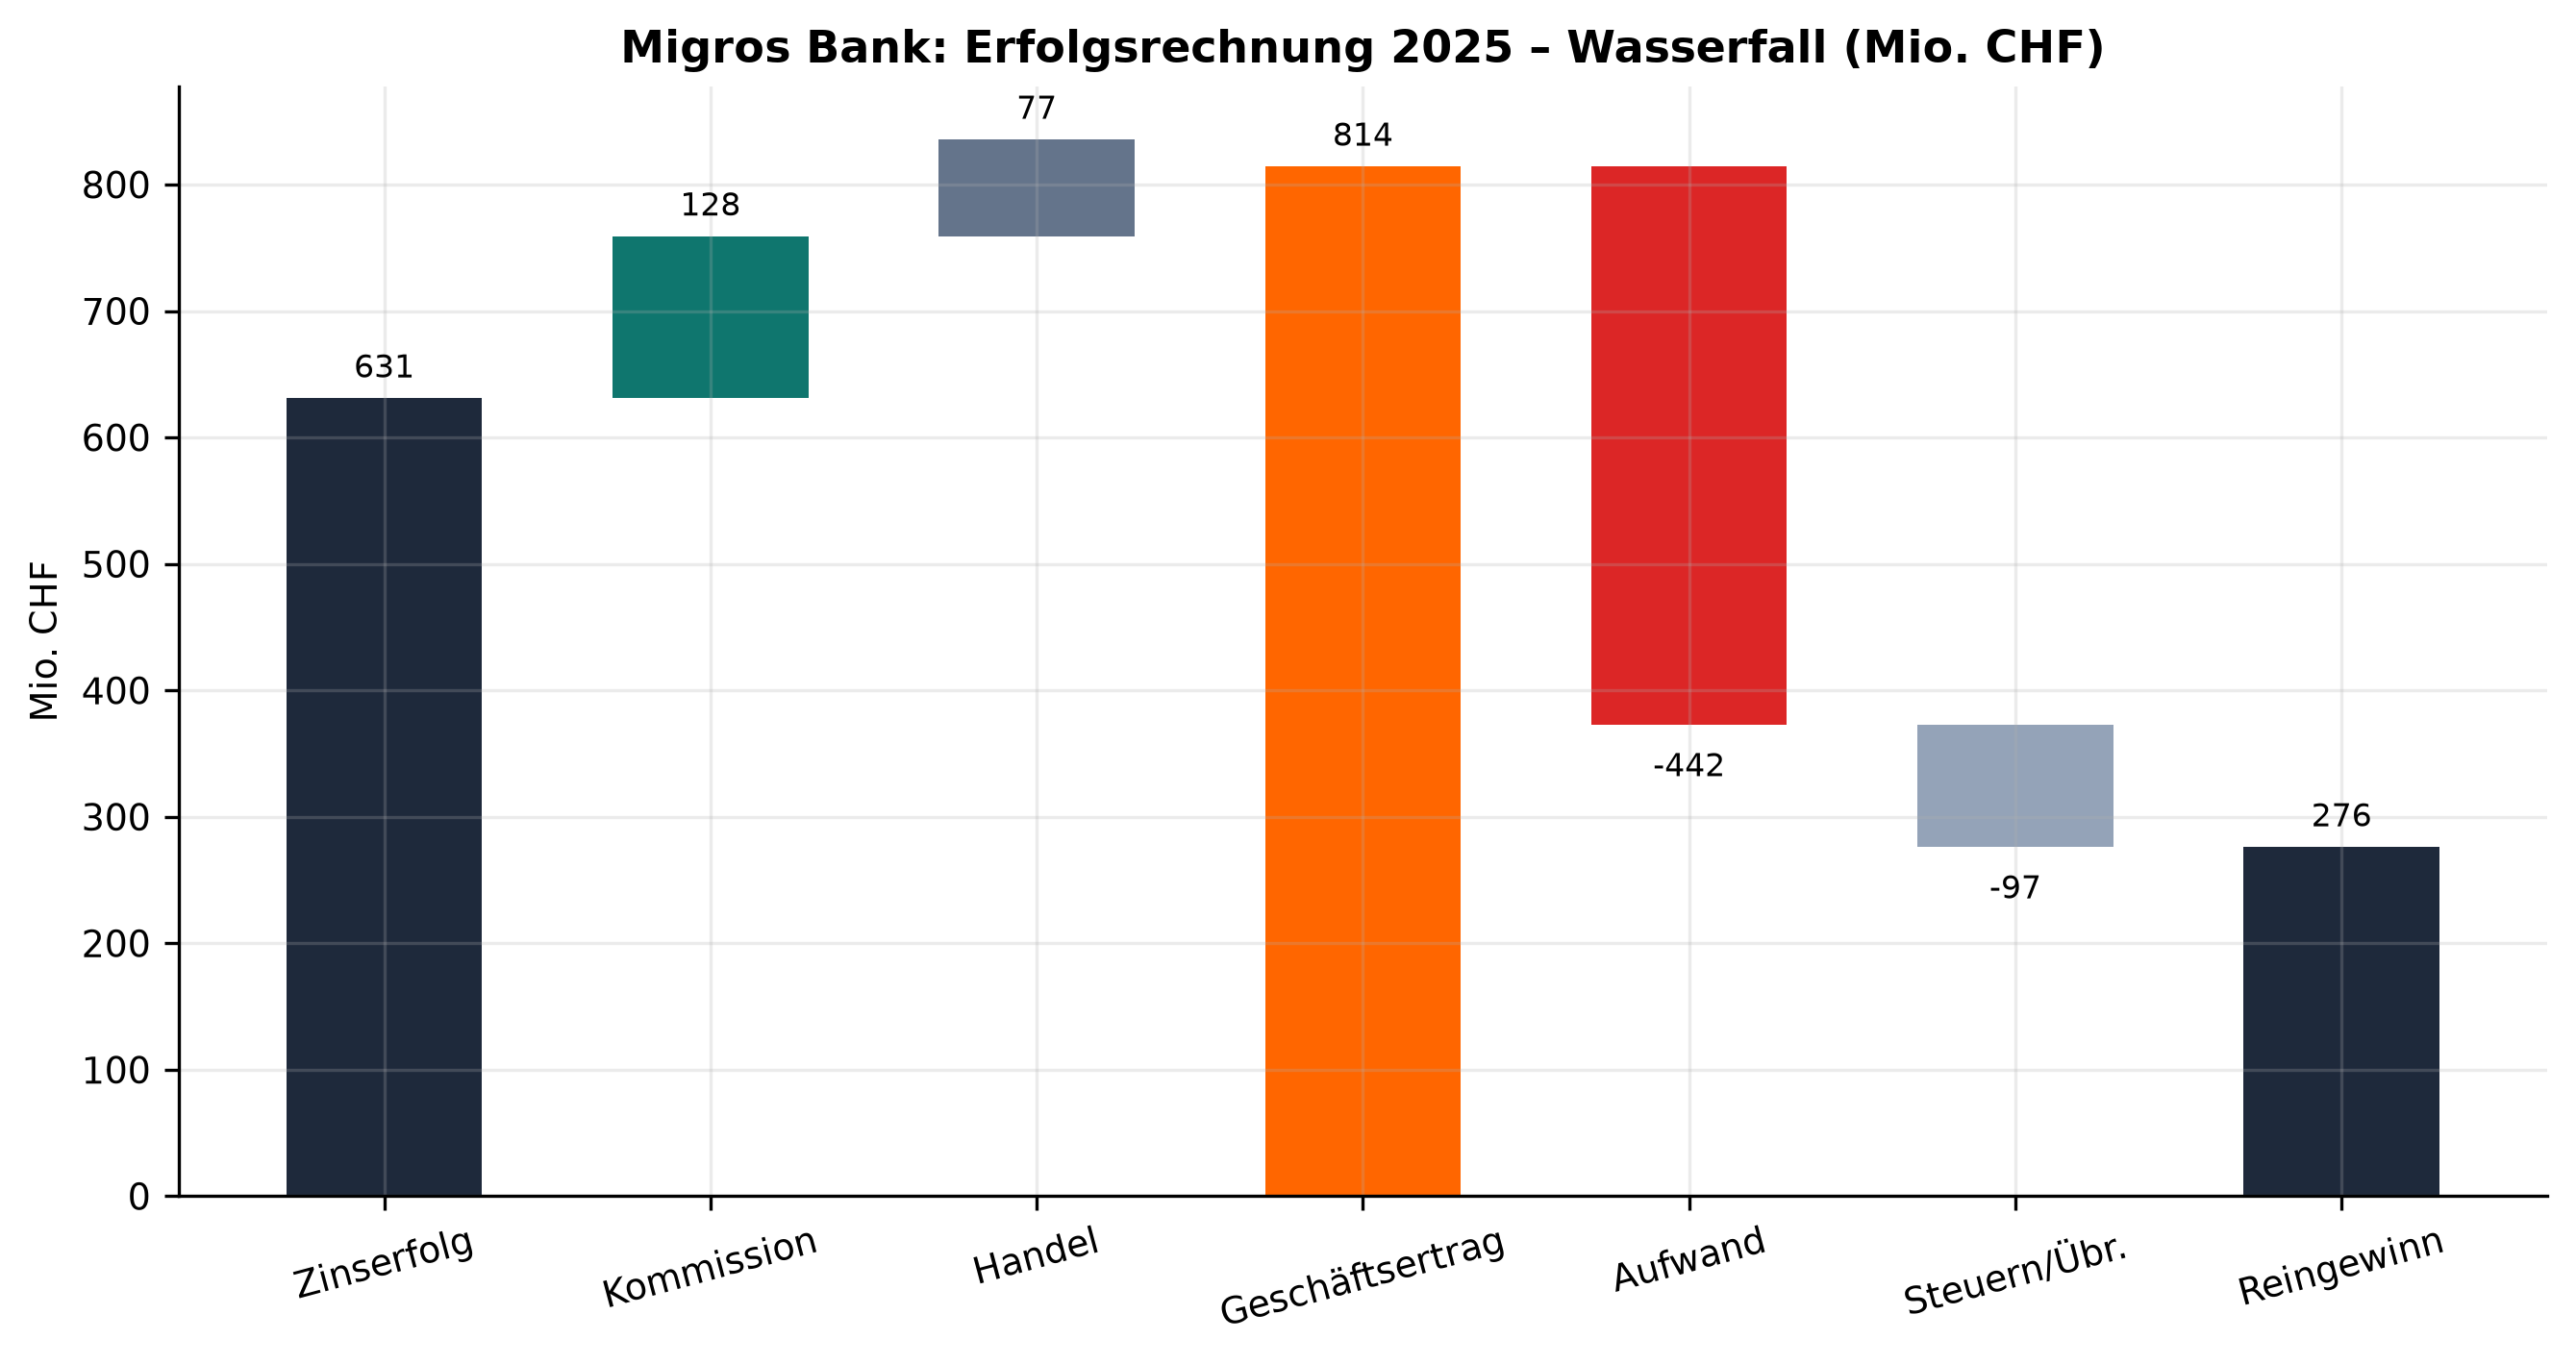 Migros Bank: Erfolgsrechnung 2025 – Wasserfall (Mio. CHF)
Mio. CHF
800
700
600
500
400
300
200
100
0
631
128
77
814
-442
-97
276
Zinserfolg
Kommission
Handel
Geschäftsertrag
Aufwand
Steuern/Übr.
Reingewinn